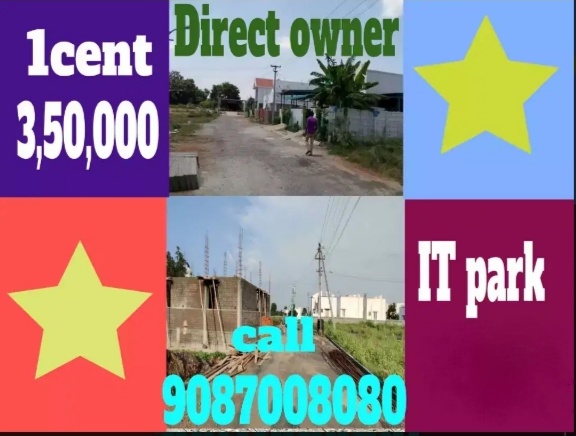 1cent
3,50,000
Direct owner
IT park
call
9087008080